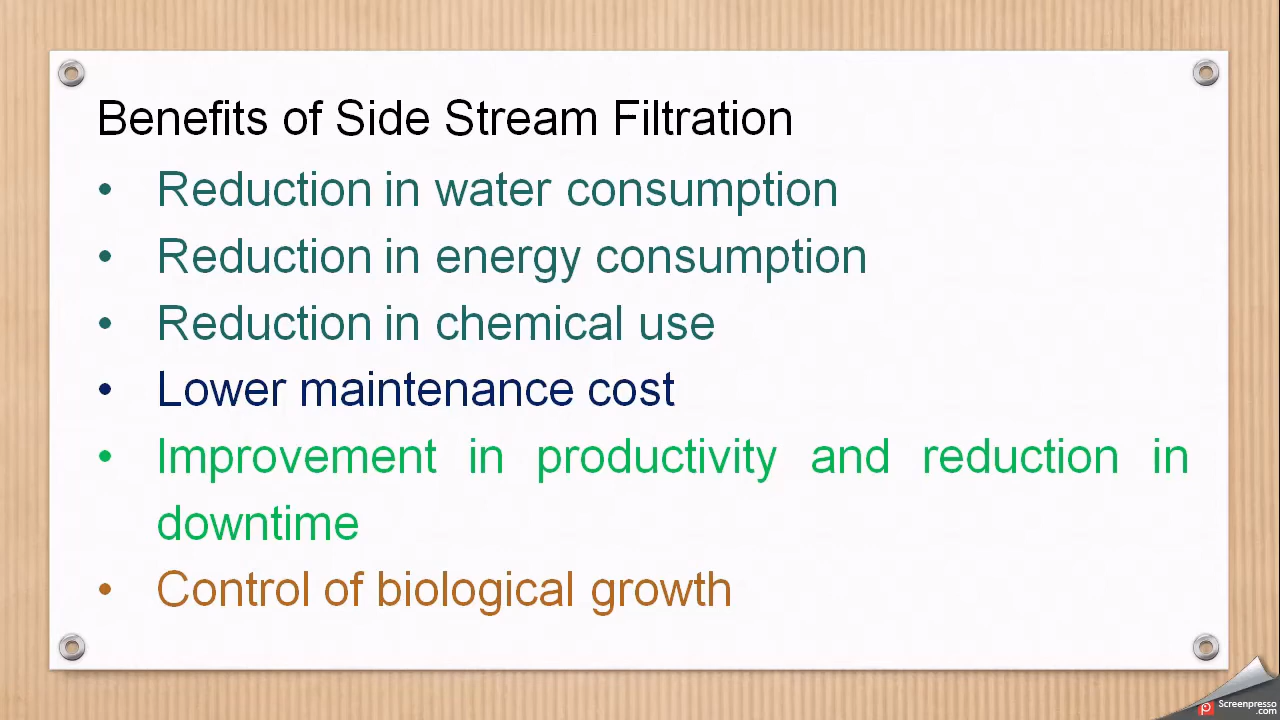 Benefits of Side Stream Filtration
• Reduction in water consumption
• Reduction in energy consumption
• Reduction in chemical use
• Lower maintenance cost
• Improvement in productivity and reduction in
downtime
• Control of biological growth
Screenpresso
.com